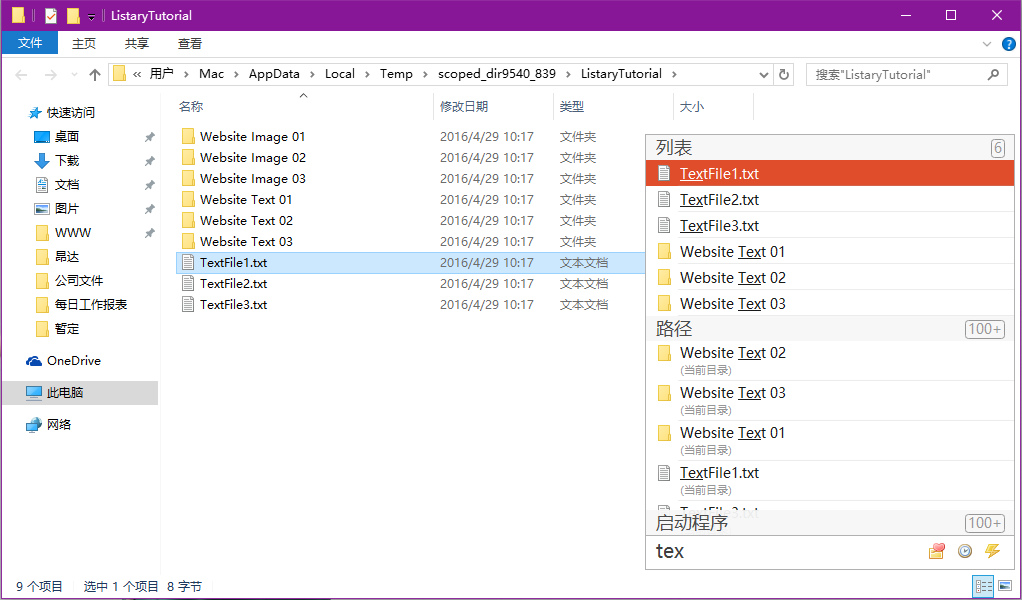 ListaryTutorial
文件 主页 共享 查看
« 用户 › Mac › AppData › Local › Temp › scoped_dir9540_839 › ListaryTutorial ›
搜索"ListaryTutorial"
快速访问
桌面
下载
文档
图片
WWW
昂达
公司文件
每日工作报表
暂定
OneDrive
此电脑
网络
名称 修改日期 类型 大小
Website Image 01 2016/4/29 10:17 文件夹
Website Image 02 2016/4/29 10:17 文件夹
Website Image 03 2016/4/29 10:17 文件夹
Website Text 01 2016/4/29 10:17 文件夹
Website Text 02 2016/4/29 10:17 文件夹
Website Text 03 2016/4/29 10:17 文件夹
TextFile1.txt 2016/4/29 10:17 文本文档
TextFile2.txt 2016/4/29 10:17 文本文档
TextFile3.txt 2016/4/29 10:17 文本文档
列表 6
TextFile1.txt
TextFile2.txt
TextFile3.txt
Website Text 01
Website Text 02
Website Text 03
路径 100+
Website Text 02
(当前目录)
Website Text 03
(当前目录)
Website Text 01
(当前目录)
TextFile1.txt
(当前目录)
TextFile3.txt
启动程序 100+
tex
9 个项目 选中 1 个项目 8 字节